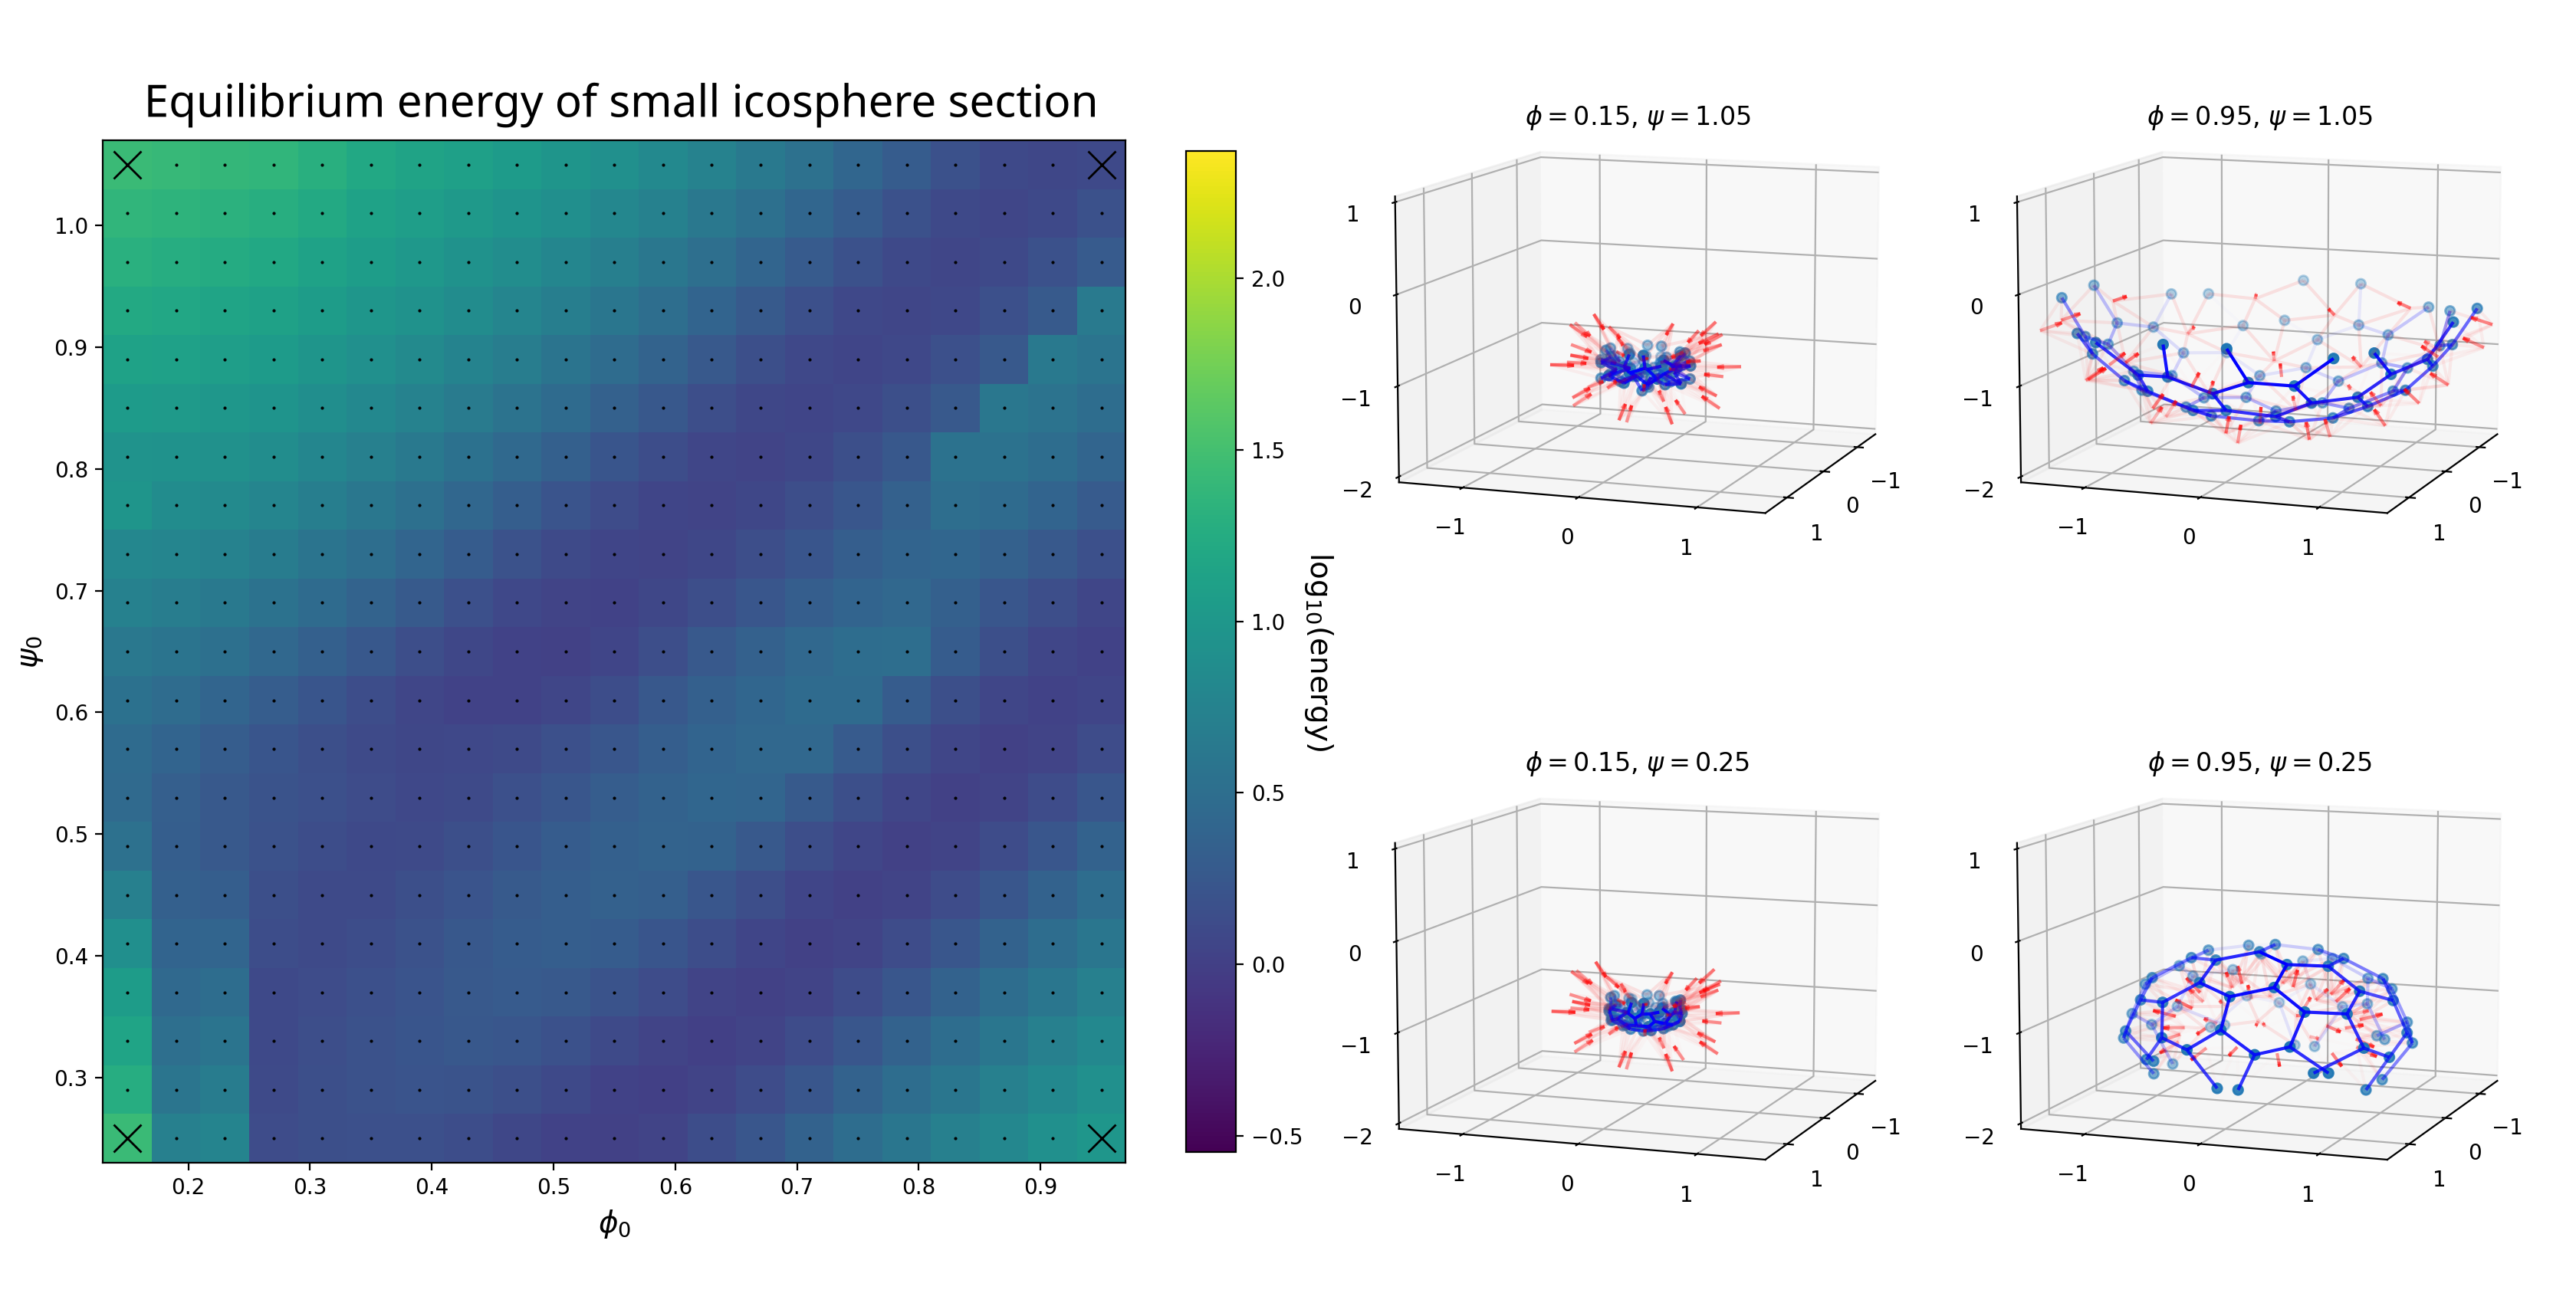 Equilibrium energy of small icosphere section
1.0
0.9
0.8
0.7
0.6
0.5
0.4
0.3
ψ₀
0.2 0.3 0.4 0.5 0.6 0.7 0.8 0.9
ϕ₀
2.0
1.5
1.0
0.5
0.0
−0.5
log₁₀(energy)
ϕ = 0.15, ψ = 1.05
1
0
−1
−2
−1 0 1
1 0 −1
ϕ = 0.95, ψ = 1.05
1
0
−1
−2
−1 0 1
1 0 −1
ϕ = 0.15, ψ = 0.25
1
0
−1
−2
−1 0 1
1 0 −1
ϕ = 0.95, ψ = 0.25
1
0
−1
−2
−1 0 1
1 0 −1